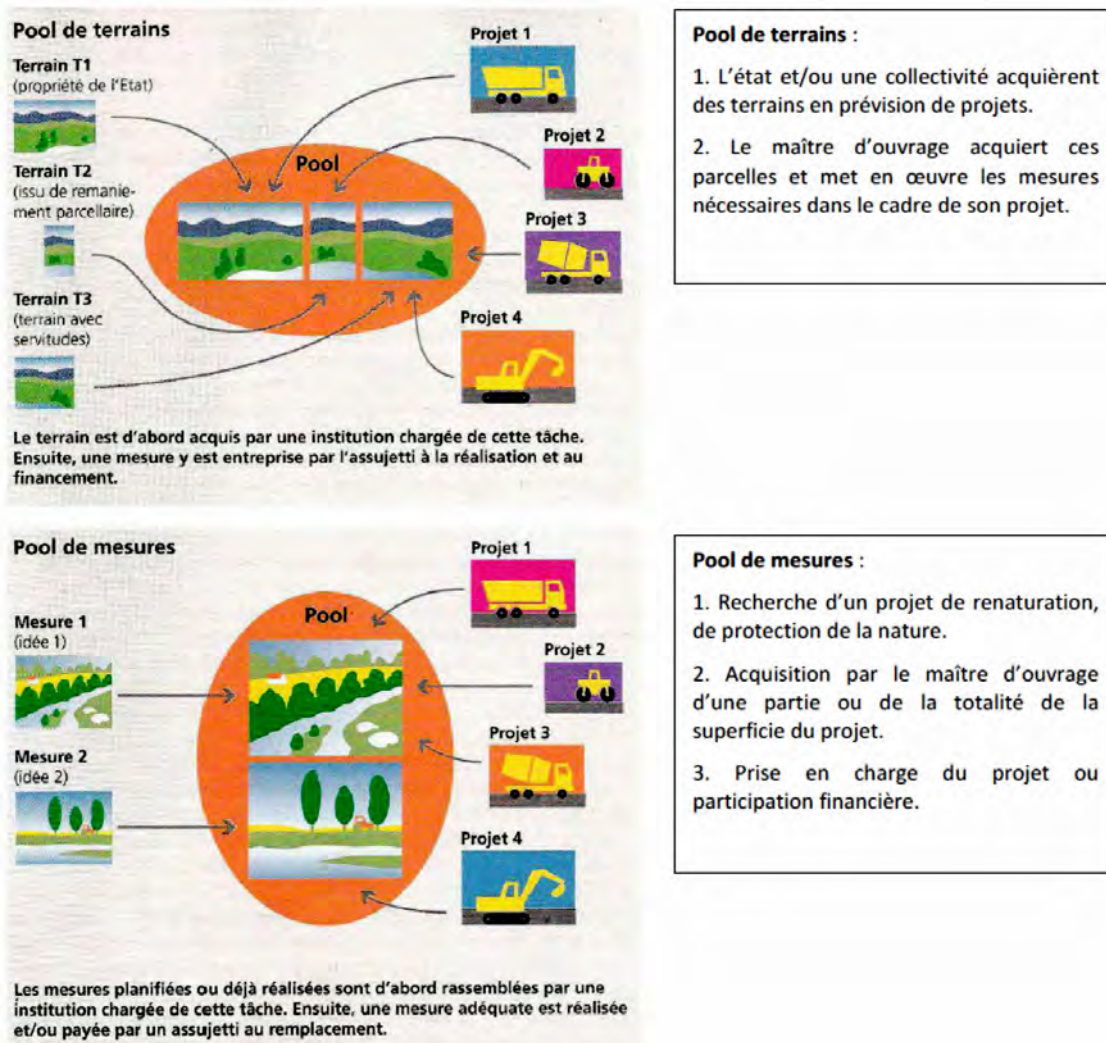 Pool de terrains
Terrain T1
(propriété de l'Etat)
Terrain T2
(issu de remanie-
ment parcellaire)
Terrain T3
(terrain avec
servitudes)
Pool
Projet 1
Projet 2
Projet 3
Projet 4
Le terrain est d'abord acquis par une institution chargée de cette tâche.
Ensuite, une mesure y est entreprise par l'assujetti à la réalisation et au
financement.
Pool de terrains :
1. L'état et/ou une collectivité acquièrent
des terrains en prévision de projets.
2. Le maître d'ouvrage acquiert ces
parcelles et met en œuvre les mesures
nécessaires dans le cadre de son projet.
Pool de mesures
Mesure 1
(idée 1)
Mesure 2
(idée 2)
Pool
Projet 1
Projet 2
Projet 3
Projet 4
Les mesures planifiées ou déjà réalisées sont d'abord rassemblées par une
institution chargée de cette tâche. Ensuite, une mesure adéquate est réalisée
et/ou payée par un assujetti au remplacement.
Pool de mesures :
1. Recherche d'un projet de renaturation,
de protection de la nature.
2. Acquisition par le maître d'ouvrage
d'une partie ou de la totalité de la
superficie du projet.
3. Prise en charge du projet ou
participation financière.